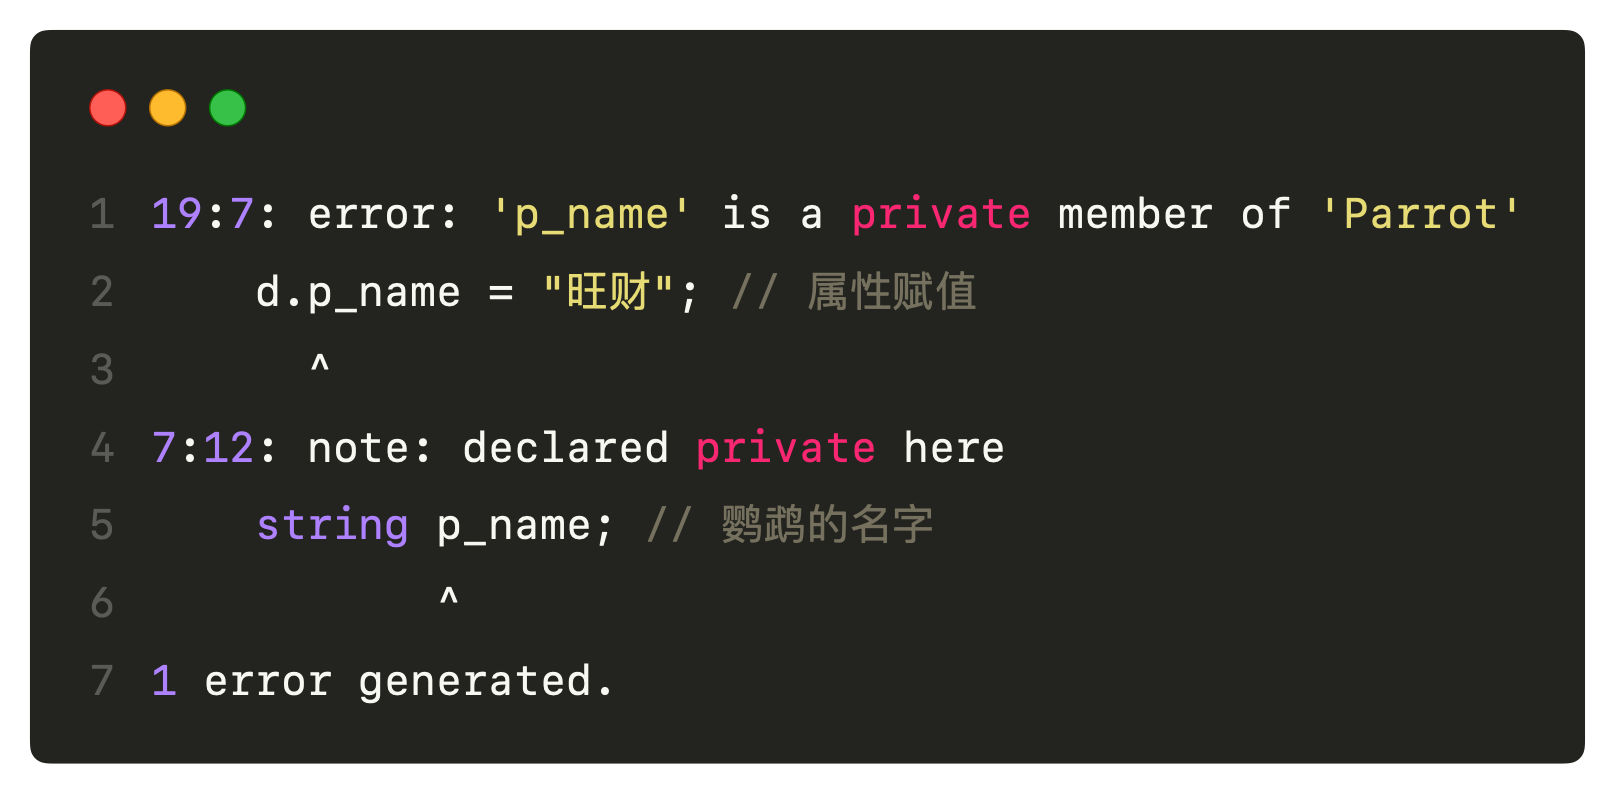 1 19:7: error: 'p_name' is a private member of 'Parrot'
2     d.p_name = "旺财"; // 属性赋值
3       ^
4 7:12: note: declared private here
5     string p_name; // 鹦鹉的名字
6            ^
7 1 error generated.